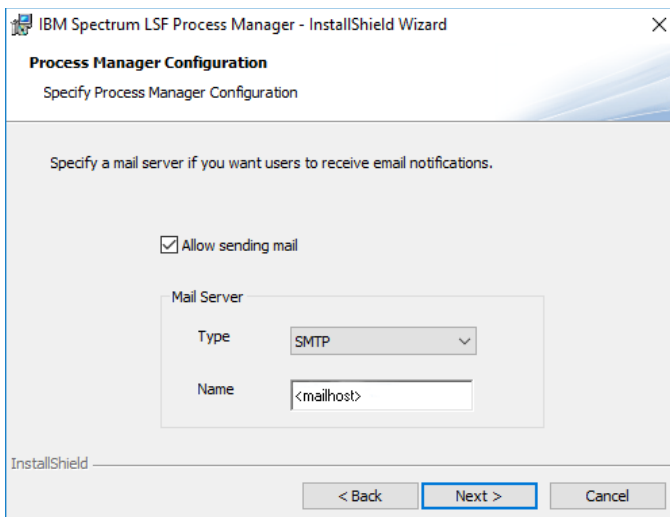 IBM Spectrum LSF Process Manager - InstallShield Wizard
Process Manager Configuration
Specify Process Manager Configuration
Specify a mail server if you want users to receive email notifications.
Allow sending mail
Mail Server
Type
SMTP
Name
<mailhost>
InstallShield
< Back
Next >
Cancel